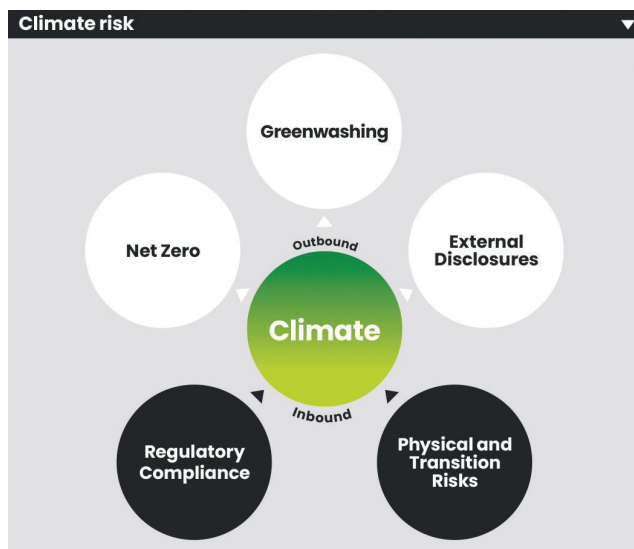 Climate risk
Greenwashing
Net Zero
Outbound
External
Disclosures
Climate
Inbound
Regulatory
Compliance
Physical and
Transition
Risks